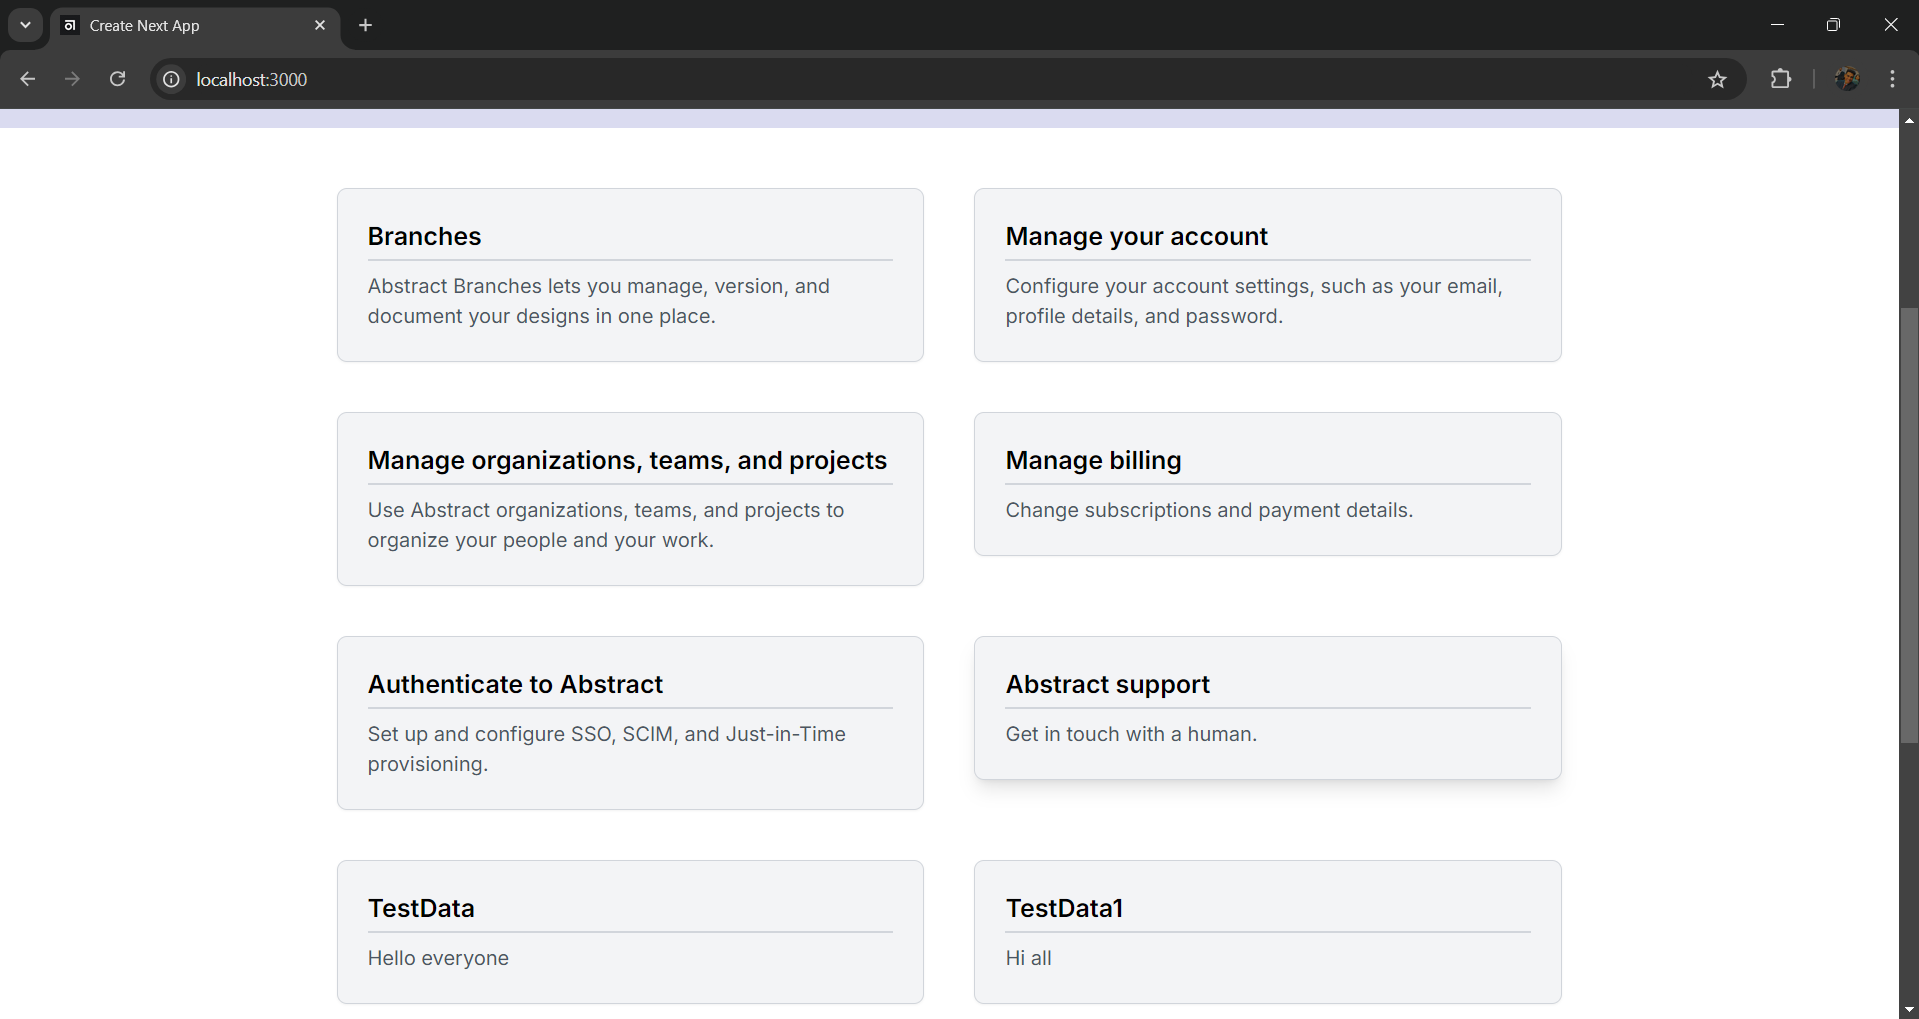 Create Next App
localhost:3000
Branches
Abstract Branches lets you manage, version, and
document your designs in one place.
Manage your account
Configure your account settings, such as your email,
profile details, and password.
Manage organizations, teams, and projects
Use Abstract organizations, teams, and projects to
organize your people and your work.
Manage billing
Change subscriptions and payment details.
Authenticate to Abstract
Set up and configure SSO, SCIM, and Just-in-Time
provisioning.
Abstract support
Get in touch with a human.
TestData
Hello everyone
TestData1
Hi all